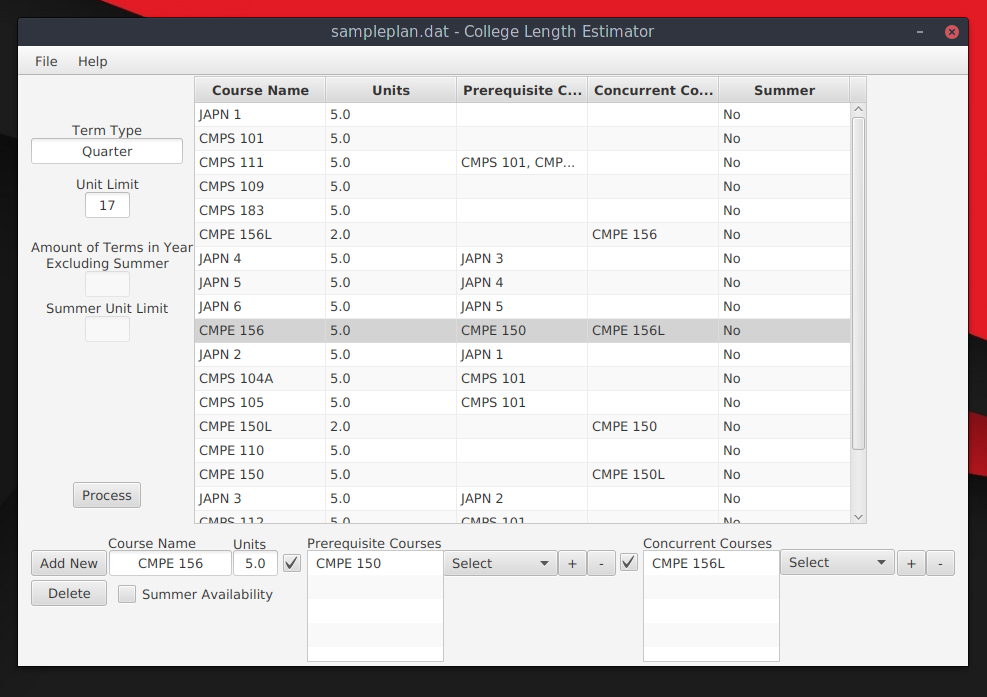 sampleplan.dat - College Length Estimator
File Help
Course Name Units Prerequisite C... Concurrent Co... Summer
JAPN 1 5.0 No
CMPS 101 5.0 No
CMPS 111 5.0 CMPS 101, CMP... No
CMPS 109 5.0 No
CMPS 183 5.0 No
CMPE 156L 2.0 CMPE 156 No
JAPN 4 5.0 JAPN 3 No
JAPN 5 5.0 JAPN 4 No
JAPN 6 5.0 JAPN 5 No
CMPE 156 5.0 CMPE 150 CMPE 156L No
JAPN 2 5.0 JAPN 1 No
CMPS 104A 5.0 CMPS 101 No
CMPS 105 5.0 CMPS 101 No
CMPE 150L 2.0 CMPE 150 No
CMPE 110 5.0 No
CMPE 150 5.0 CMPE 150L No
JAPN 3 5.0 JAPN 2 No
CMPS 112 5.0 CMPS 101 No
Term Type
Quarter
Unit Limit
17
Amount of Terms in Year
Excluding Summer
Summer Unit Limit
Process
Course Name Units Prerequisite Courses Concurrent Courses
Add New CMPE 156 5.0 CMPE 150 Select + - CMPE 156L Select + -
Delete Summer Availability